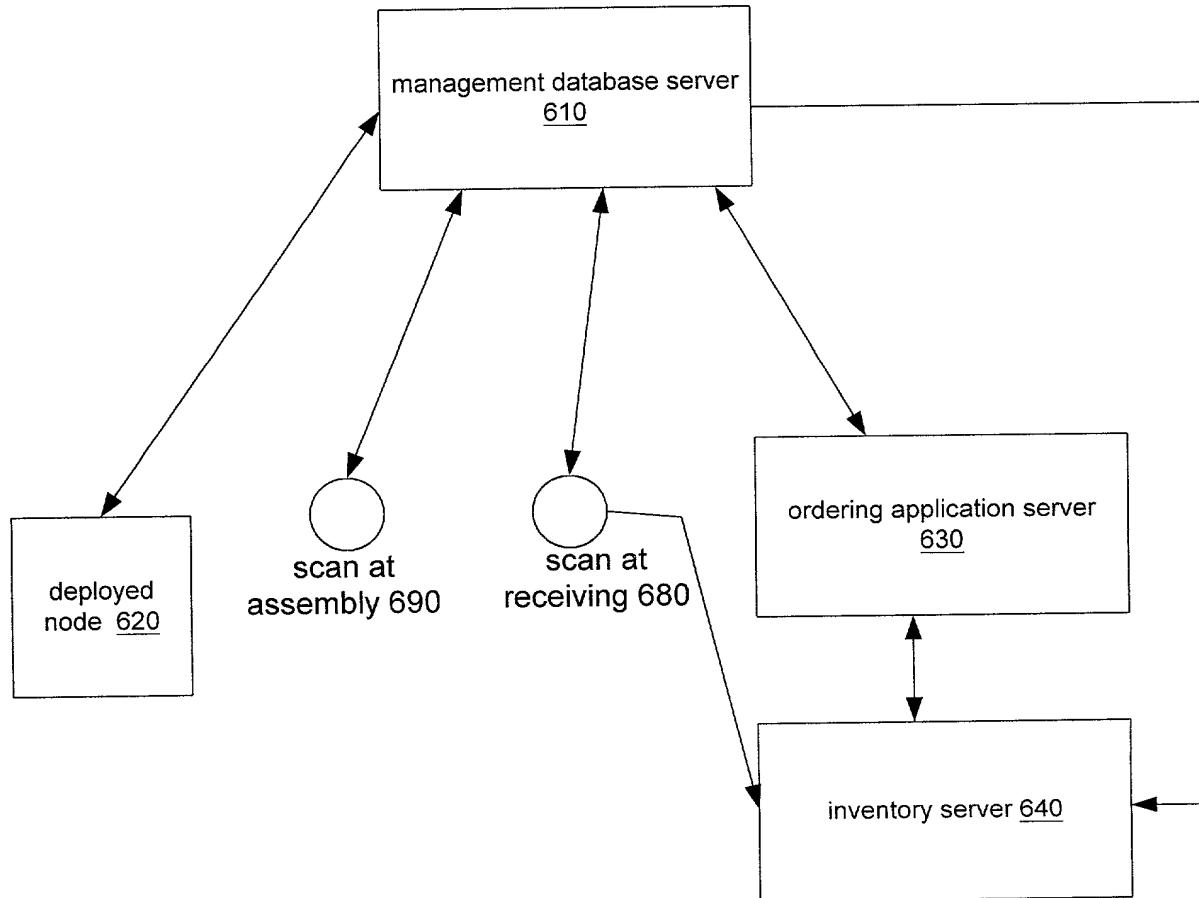 management database server
610
ordering application server
630
scan at
assembly 690
scan at
receiving 680
deployed
node 620
inventory server 640